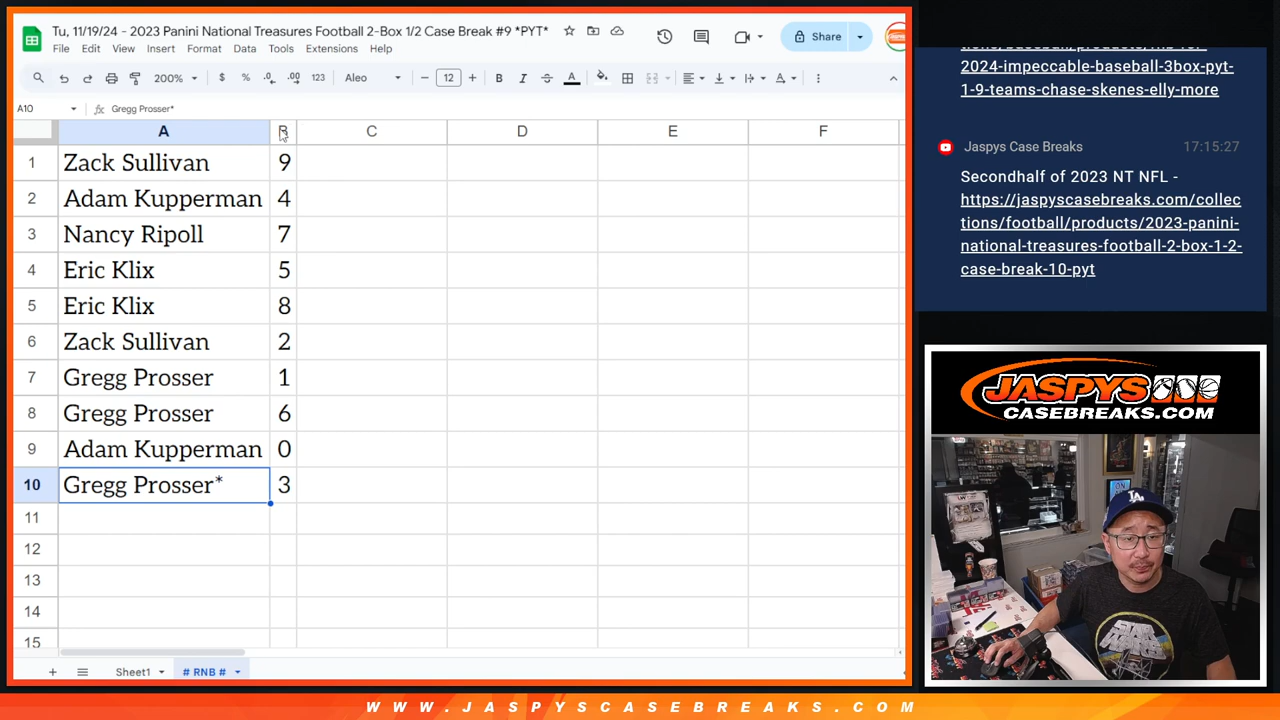 Tu, 11/19/24 - 2023 Panini National Treasures Football 2-Box 1/2 Case Break #9 *PYT*
File Edit View Insert Format Data Tools Extensions Help
Share
200% $ % .0 .00 123 Aleo 12 B I A
A10 fx Gregg Prosser*
A B C D E F
1 Zack Sullivan 9
2 Adam Kupperman 4
3 Nancy Ripoll 7
4 Eric Klix 5
5 Eric Klix 8
6 Zack Sullivan 2
7 Gregg Prosser 1
8 Gregg Prosser 6
9 Adam Kupperman 0
10 Gregg Prosser* 3
11
12
13
14
15
Sheet1 # RNB #
2024-impeccable-baseball-3box-pyt-
1-9-teams-chase-skenes-elly-more
Jaspys Case Breaks 17:15:27
Secondhalf of 2023 NT NFL -
https://jaspyscasebreaks.com/collec
tions/football/products/2023-panini-
national-treasures-football-2-box-1-2-
case-break-10-pyt
JASPYS
CASEBREAKS.COM
LA
STAR
WARS
WWW.JASPYSCASEBREAKS.COM